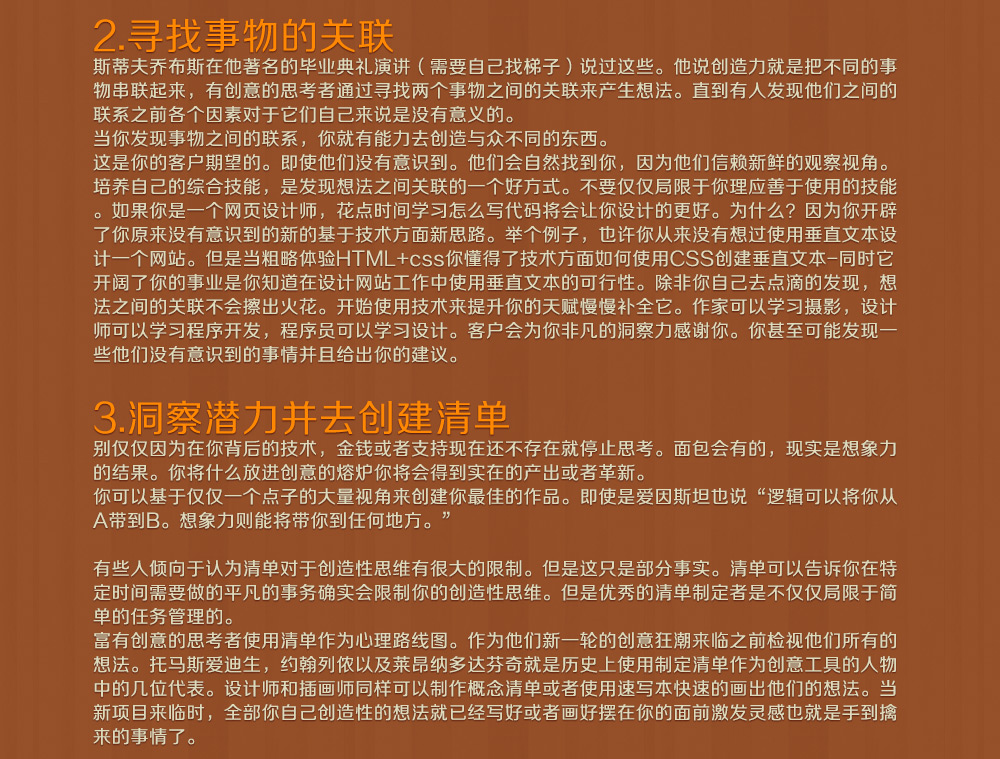 2.寻找事物的关联
斯蒂夫乔布斯在他著名的毕业典礼演讲（需要自己找梯子）说过这些。他说创造力就是把不同的事
物串联起来，有创意的思考者通过寻找两个事物之间的关联来产生想法。直到有人发现他们之间的
联系之前各个因素对于它们自己来说是没有意义的。
当你发现事物之间的联系，你就有能力去创造与众不同的东西。
这是你的客户期望的。即使他们没有意识到。他们会自然找到你，因为他们信赖新鲜的观察视角。
培养自己的综合技能，是发现想法之间关联的一个好方式。不要仅仅局限于你理应善于使用的技能
。如果你是一个网页设计师，花点时间学习怎么写代码将会让你设计的更好。为什么？因为你开辟
了你原来没有意识到的新的基于技术方面新思路。举个例子，也许你从来没有想过使用垂直文本设
计一个网站。但是当粗略体验HTML+css你懂得了技术方面如何使用CSS创建垂直文本-同时它
开阔了你的事业是你知道在设计网站工作中使用垂直文本的可行性。除非你自己去点滴的发现，想
法之间的关联不会擦出火花。开始使用技术来提升你的天赋慢慢补全它。作家可以学习摄影，设计
师可以学习程序开发，程序员可以学习设计。客户会为你非凡的洞察力感谢你。你甚至可能发现一
些他们没有意识到的事情并且给出你的建议。
3.洞察潜力并去创建清单
别仅仅因为在你背后的技术，金钱或者支持现在还不存在就停止思考。面包会有的，现实是想象力
的结果。你将什么放进创意的熔炉你将会得到实在的产出或者革新。
你可以基于仅仅一个点子的大量视角来创建你最佳的作品。即使是爱因斯坦也说“逻辑可以将你从
A带到B。想象力则能将带你到任何地方。”
有些人倾向于认为清单对于创造性思维有很大的限制。但是这只是部分事实。清单可以告诉你在特
定时间需要做的平凡的事务确实会限制你的创造性思维。但是优秀的清单制定者是不仅仅局限于简
单的任务管理的。
富有创意的思考者使用清单作为心理路线图。作为他们新一轮的创意狂潮来临之前检视他们所有的
想法。托马斯爱迪生，约翰列侬以及莱昂纳多达芬奇就是历史上使用制定清单作为创意工具的人物
中的几位代表。设计师和插画师同样可以制作概念清单或者使用速写本快速的画出他们的想法。当
新项目来临时，全部你自己创造性的想法就已经写好或者画好摆在你的面前激发灵感也就是手到擒
来的事情了。